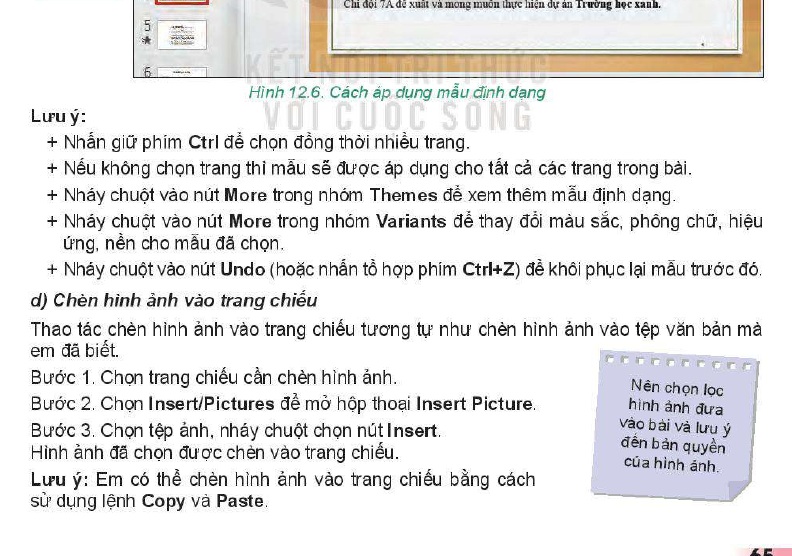 Chi đội 7A đề xuất và mong muốn thực hiện dự án Trường học xanh.
5
6
KẾT NỐI TRI THỨC
VỚI CUỘC SỐNG
Hình 12.6. Cách áp dụng mẫu định dạng
Lưu ý:
+ Nhấn giữ phím Ctrl để chọn đồng thời nhiều trang.
+ Nếu không chọn trang thì mẫu sẽ được áp dụng cho tất cả các trang trong bài.
+ Nháy chuột vào nút More trong nhóm Themes để xem thêm mẫu định dạng.
+ Nháy chuột vào nút More trong nhóm Variants để thay đổi màu sắc, phông chữ, hiệu
ứng, nền cho mẫu đã chọn.
+ Nháy chuột vào nút Undo (hoặc nhấn tổ hợp phím Ctrl+Z) để khôi phục lại mẫu trước đó.
d) Chèn hình ảnh vào trang chiếu
Thao tác chèn hình ảnh vào trang chiếu tương tự như chèn hình ảnh vào tệp văn bản mà
em đã biết.
Bước 1. Chọn trang chiếu cần chèn hình ảnh.
Bước 2. Chọn Insert/Pictures để mở hộp thoại Insert Picture.
Bước 3. Chọn tệp ảnh, nháy chuột chọn nút Insert.
Hình ảnh đã chọn được chèn vào trang chiếu.
Lưu ý: Em có thể chèn hình ảnh vào trang chiếu bằng cách
sử dụng lệnh Copy và Paste.
Nên chọn lọc
hình ảnh đưa
vào bài và lưu ý
đến bản quyền
của hình ảnh.
65